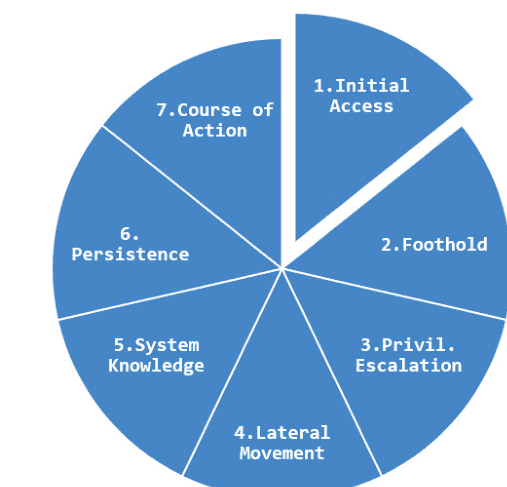 1.Initial
Access
2.Foothold
3.Privil.
Escalation
4.Lateral
Movement
5.System
Knowledge
6.
Persistence
7.Course of
Action